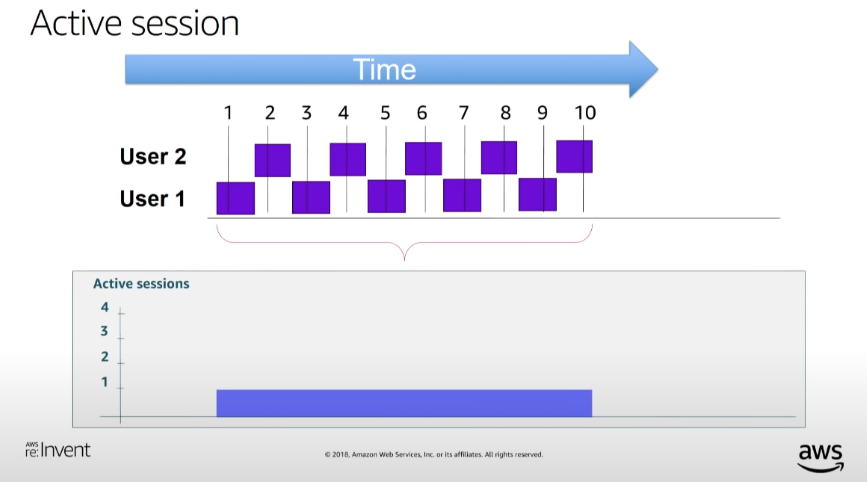 Active session
Time
1 2 3 4 5 6 7 8 9 10
User 2
User 1
Active sessions
4
3
2
1
AWS
re:Invent
© 2018, Amazon Web Services, Inc. or its affiliates. All rights reserved.
aws